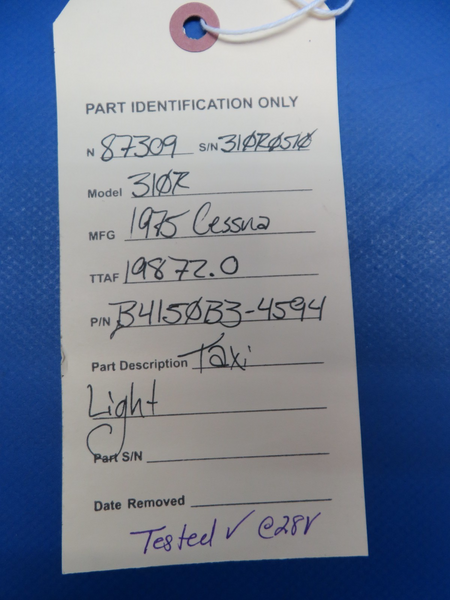 PART IDENTIFICATION ONLY
N 87309 S/N 310R0510
Model 310R
MFG 1975 Cessna
TTAF 19872.0
P/N B4150B3-4594
Part Description Taxi
Light
Part S/N
Date Removed
Tested ✓ @28V